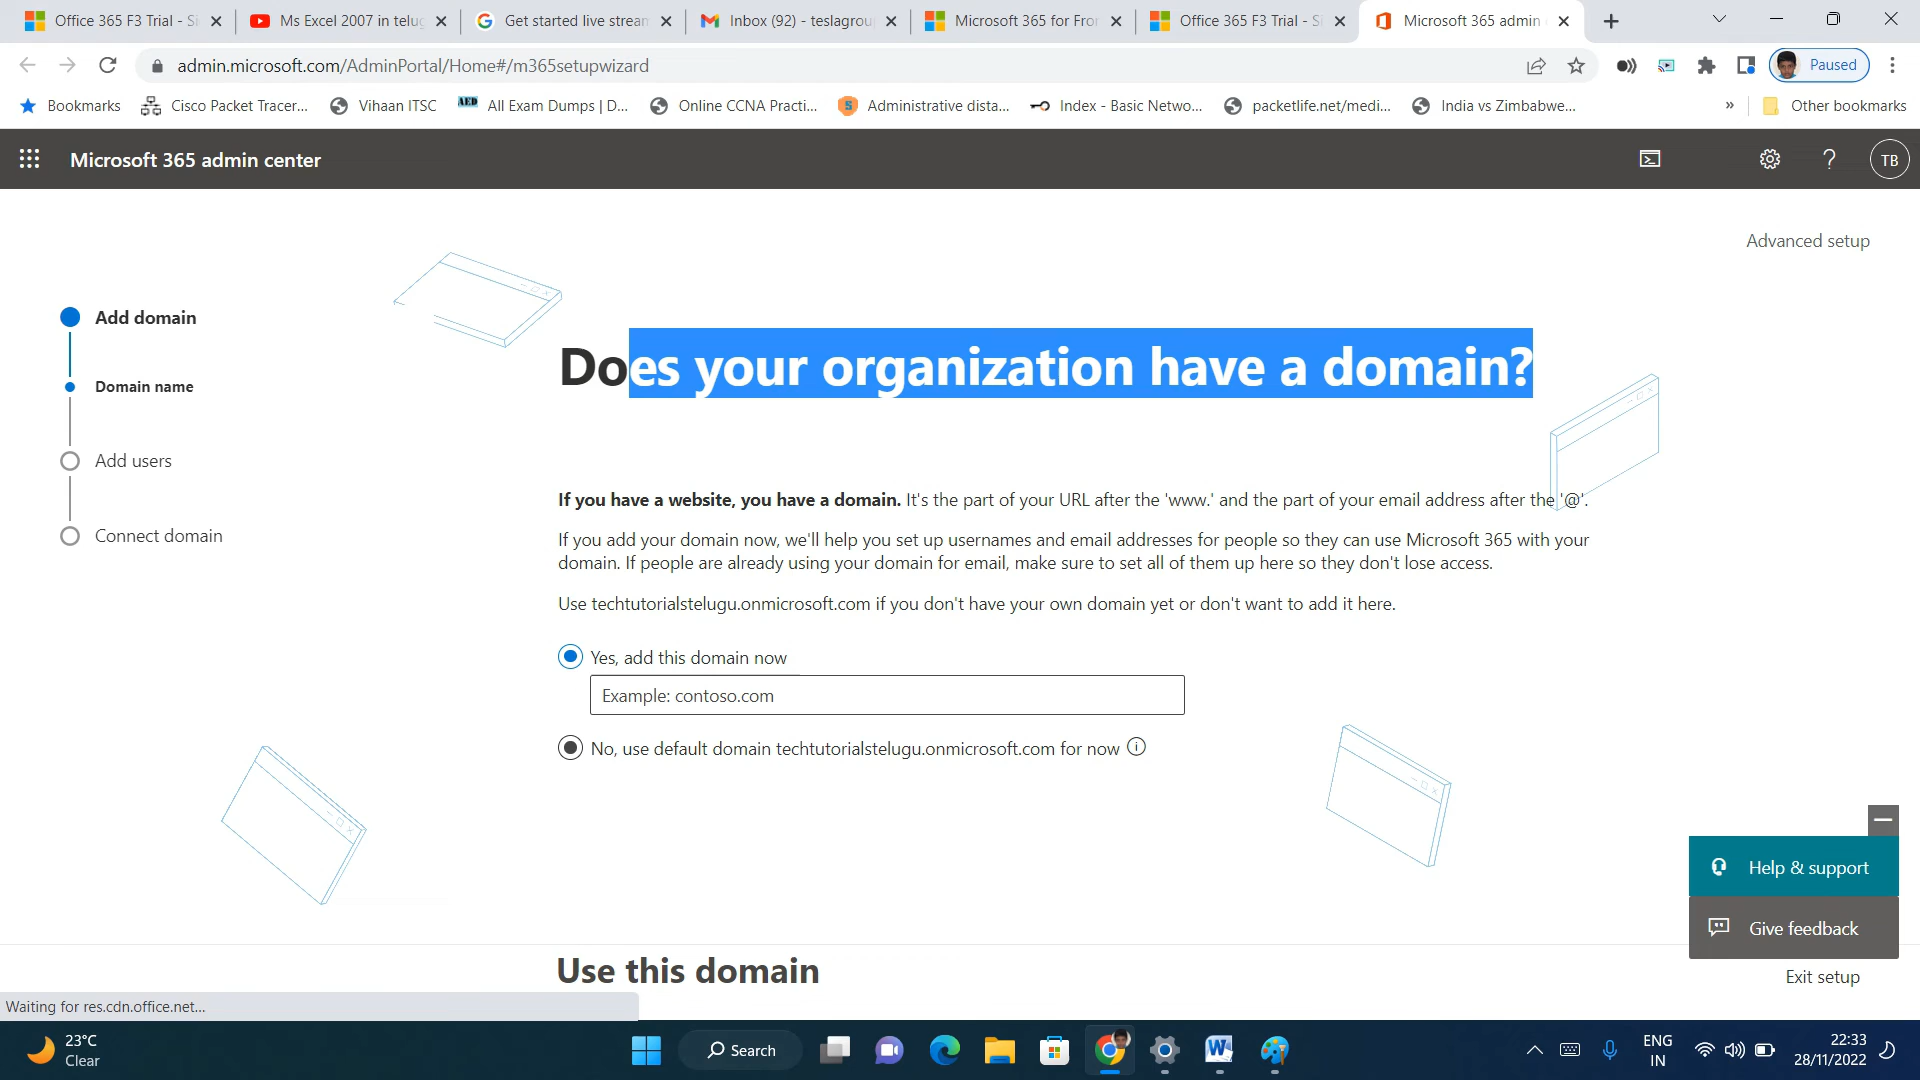 Office 365 F3 Trial - Si
Ms Excel 2007 in telug
Get started live stream
Inbox (92) - teslagroup
Microsoft 365 for Fron
Office 365 F3 Trial - Si
Microsoft 365 admin
admin.microsoft.com/AdminPortal/Home#/m365setupwizard
Paused
Bookmarks
Cisco Packet Tracer...
Vihaan ITSC
AED
All Exam Dumps | D...
Online CCNA Practi...
Administrative dista...
Index - Basic Netwo...
packetlife.net/medi...
India vs Zimbabwe...
»
Other bookmarks
Microsoft 365 admin center
?
TB
Advanced setup
Add domain
Domain name
Add users
Connect domain
Does your organization have a domain?
If you have a website, you have a domain. It's the part of your URL after the 'www.' and the part of your email address after the '@'.
If you add your domain now, we'll help you set up usernames and email addresses for people so they can use Microsoft 365 with your
domain. If people are already using your domain for email, make sure to set all of them up here so they don't lose access.
Use techtutorialstelugu.onmicrosoft.com if you don't have your own domain yet or don't want to add it here.
Yes, add this domain now
Example: contoso.com
No, use default domain techtutorialstelugu.onmicrosoft.com for now
Help & support
Give feedback
Use this domain
Exit setup
Waiting for res.cdn.office.net...
23°C
Clear
Search
ENG
IN
22:33
28/11/2022